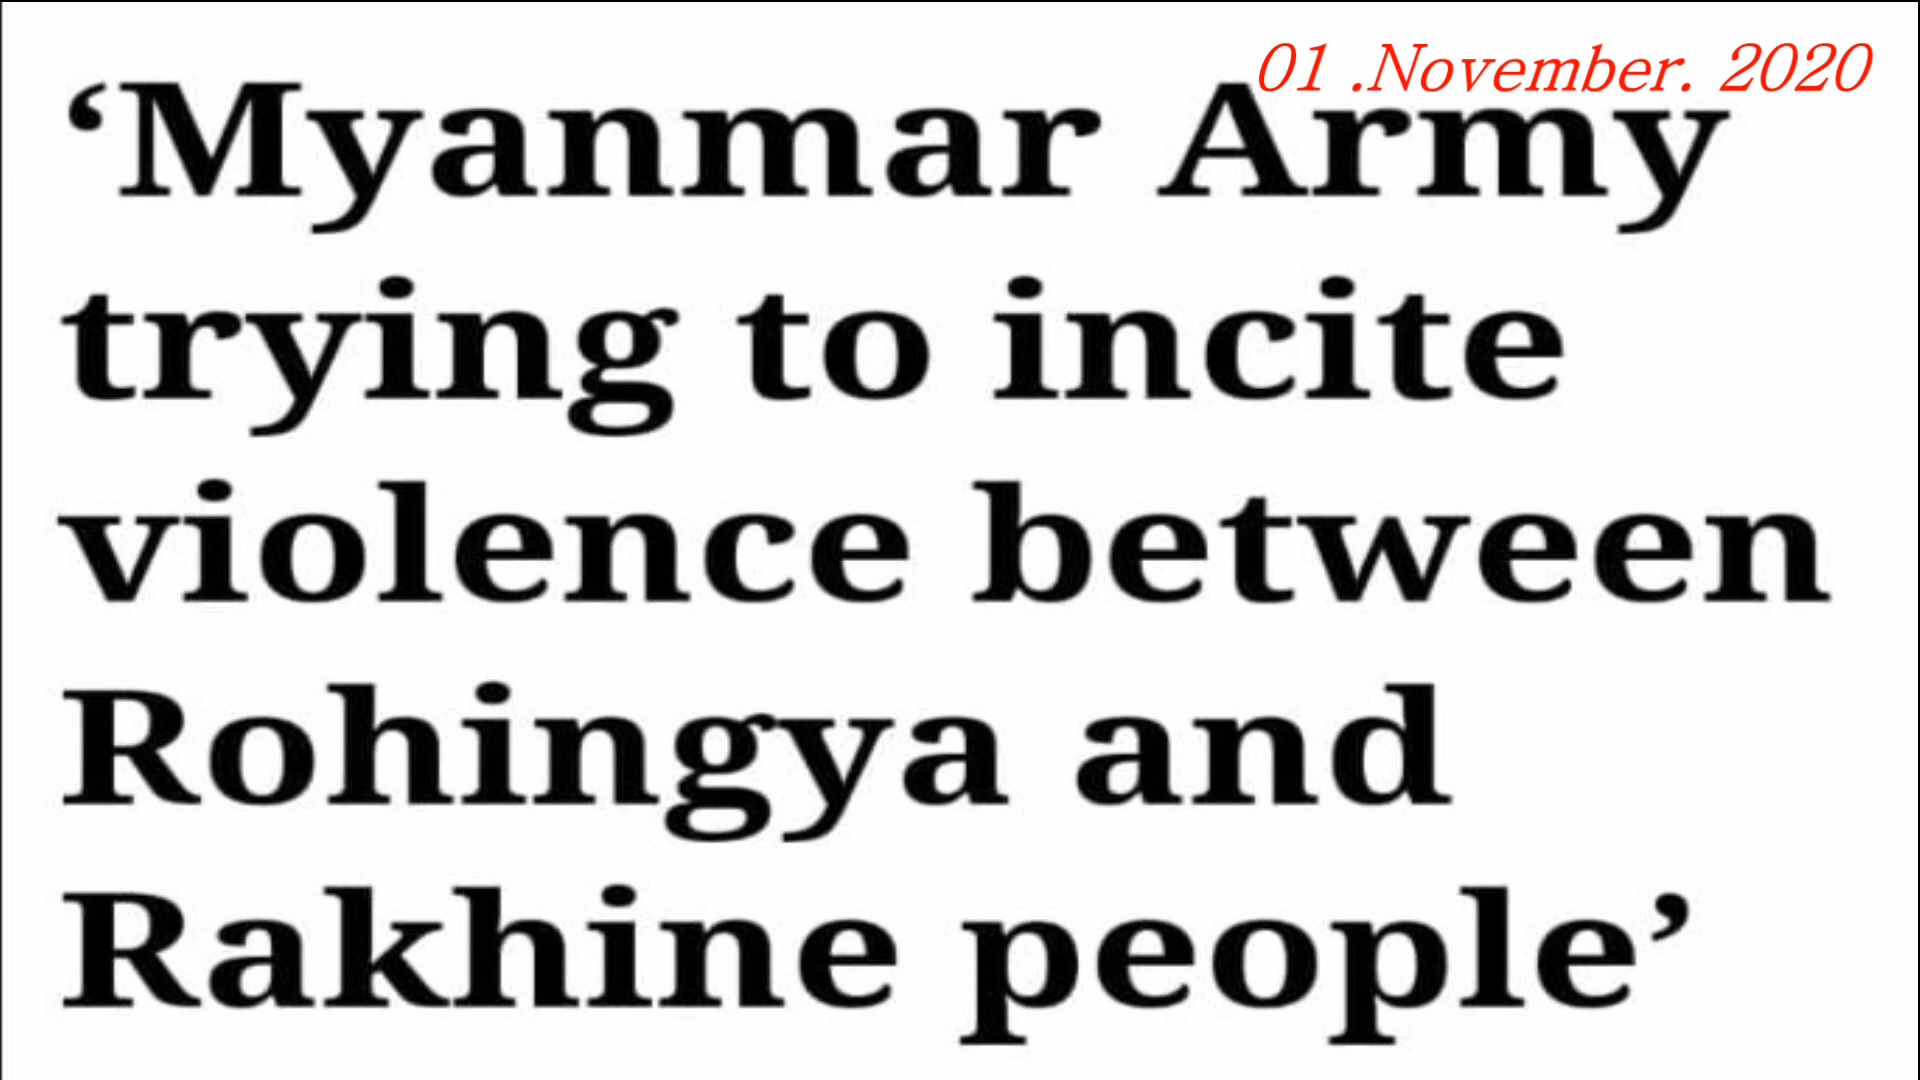 01 .November. 2020
‘Myanmar Army
trying to incite
violence between
Rohingya and
Rakhine people’